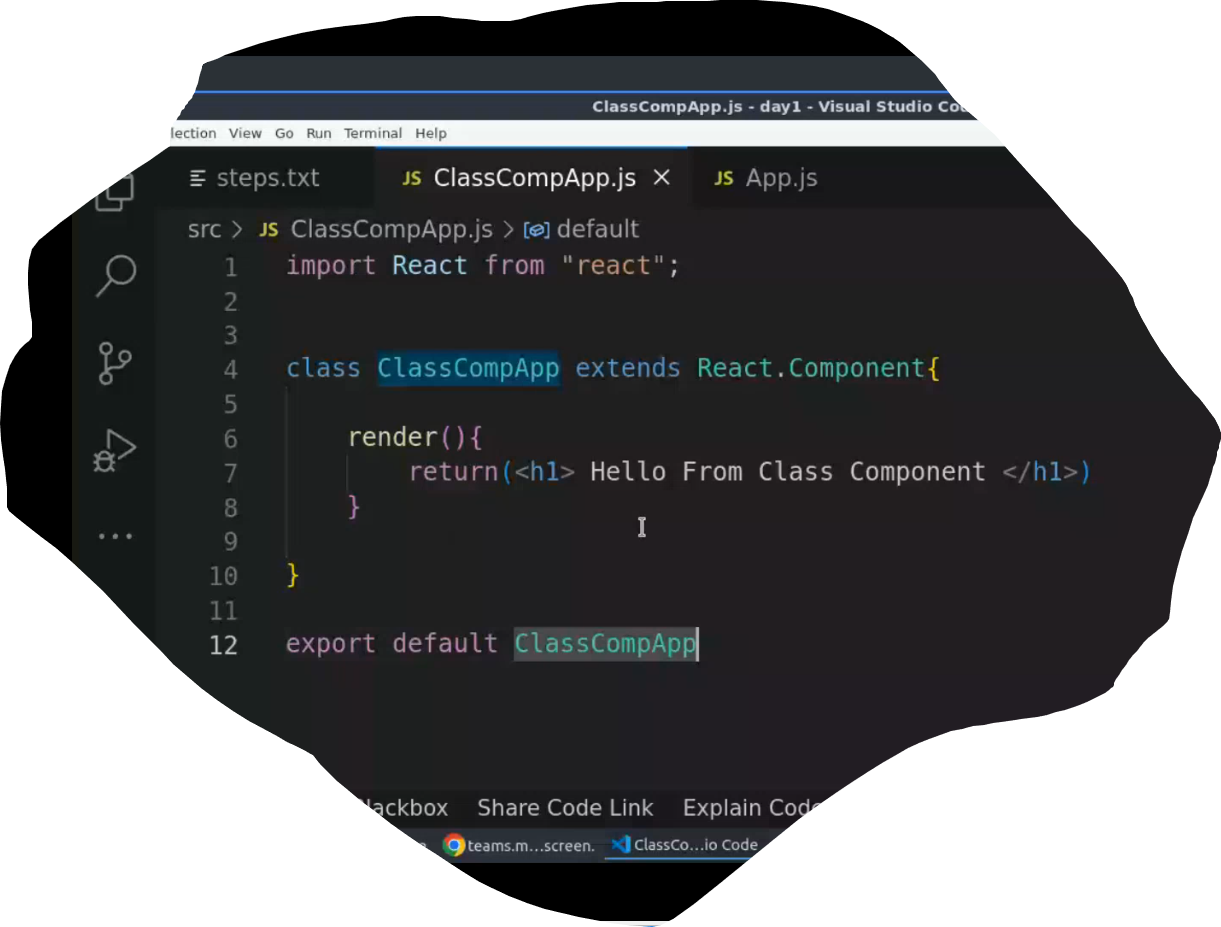 ClassCompApp.js - day1 - Visual Studio
View Go Run Terminal Help
steps.txt JS ClassCompApp.js × JS App.js
src > JS ClassCompApp.js > default
1 import React from "react";
2
3
4 class ClassCompApp extends React.Component{
5
6 render(){
7 return(<h1> Hello From Class Component </h1>)
8 }
9
10 }
11
12 export default ClassCompApp
Share Code Link Explain Code
teams.m...screen. ClassCo...io Code